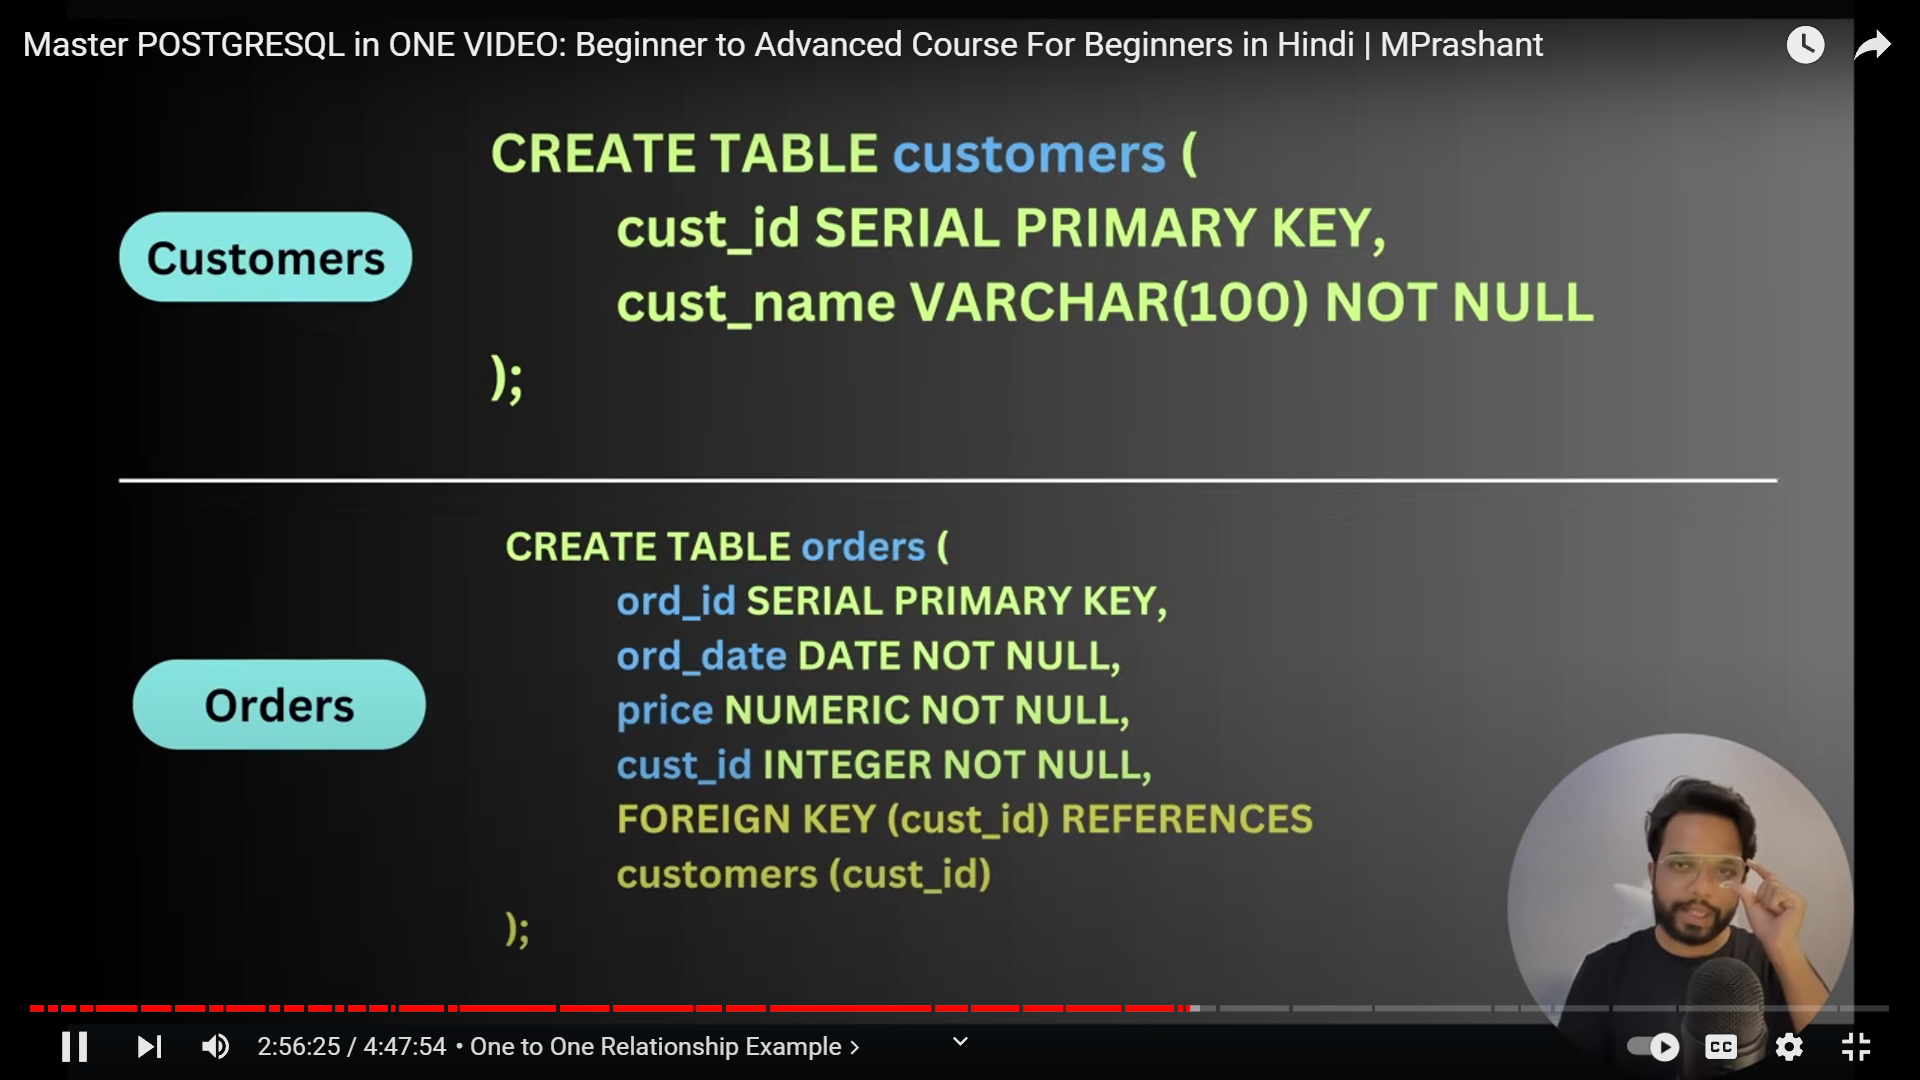 Master POSTGRESQL in ONE VIDEO: Beginner to Advanced Course For Beginners in Hindi | MPrashant
CREATE TABLE customers (
cust_id SERIAL PRIMARY KEY,
Customers
cust_name VARCHAR(100) NOT NULL
);
CREATE TABLE orders (
ord_id SERIAL PRIMARY KEY,
ord_date DATE NOT NULL,
Orders
price NUMERIC NOT NULL,
cust_id INTEGER NOT NULL,
FOREIGN KEY (cust_id) REFERENCES
customers (cust_id)
);
2:56:25 / 4:47:54 • One to One Relationship Example >
CC